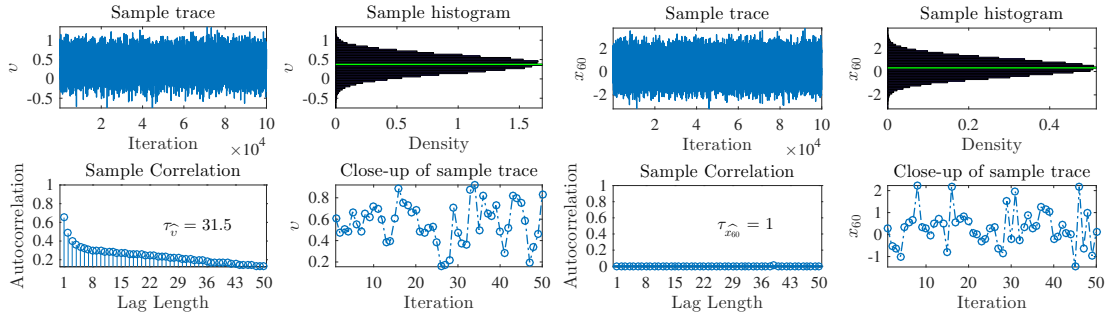 Sample trace
1
0.5
0
-0.5
υ
2 4 6 8 10
Iteration
×10⁴
Sample histogram
1
0.5
0
-0.5
υ
0 0.5 1 1.5
Density
Sample trace
2
0
-2
x₆₀
2 4 6 8 10
Iteration
×10⁴
Sample histogram
2
0
-2
x₆₀
0 0.2 0.4
Density
Sample Correlation
1
0.8
0.6
0.4
0.2
Autocorrelation
τ_υ̂ = 31.5
1 8 15 22 29 36 43 50
Lag Length
Close-up of sample trace
0.8
0.6
0.4
0.2
υ
10 20 30 40 50
Iteration
Sample Correlation
1
0.8
0.6
0.4
0.2
0
Autocorrelation
τ_x̂₆₀ = 1
1 8 15 22 29 36 43 50
Lag Length
Close-up of sample trace
2
1
0
-1
x₆₀
10 20 30 40 50
Iteration